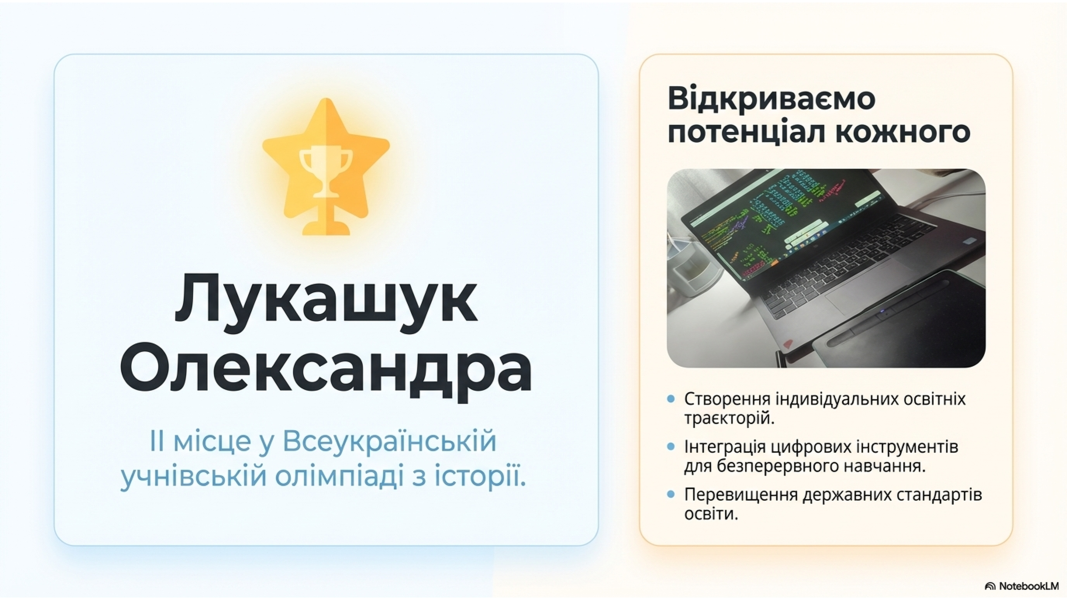 Лукашук
Олександра
II місце у Всеукраїнській
учнівській олімпіаді з історії.
Відкриваємо
потенціал кожного
Створення індивідуальних освітніх
траєкторій.
Інтеграція цифрових інструментів
для безперервного навчання.
Перевищення державних стандартів
освіти.
NotebookLM